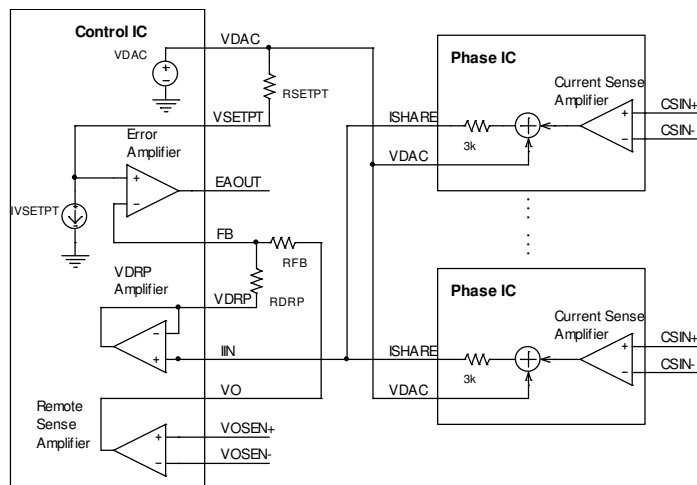 Control IC
VDAC
VDAC
+
-
RSETPT
VSETPT
Error
Amplifier
+
-
EAOUT
IVSETPT
FB
RFB
VDRP
Amplifier
VDRP
RDRP
-
+
IIN
VO
Remote
Sense
Amplifier
+
-
VOSEN+
VOSEN-
Phase IC
Current Sense
Amplifier
CSIN+
CSIN-
+
-
ISHARE
3k
VDAC
Phase IC
Current Sense
Amplifier
CSIN+
CSIN-
+
-
ISHARE
3k
VDAC